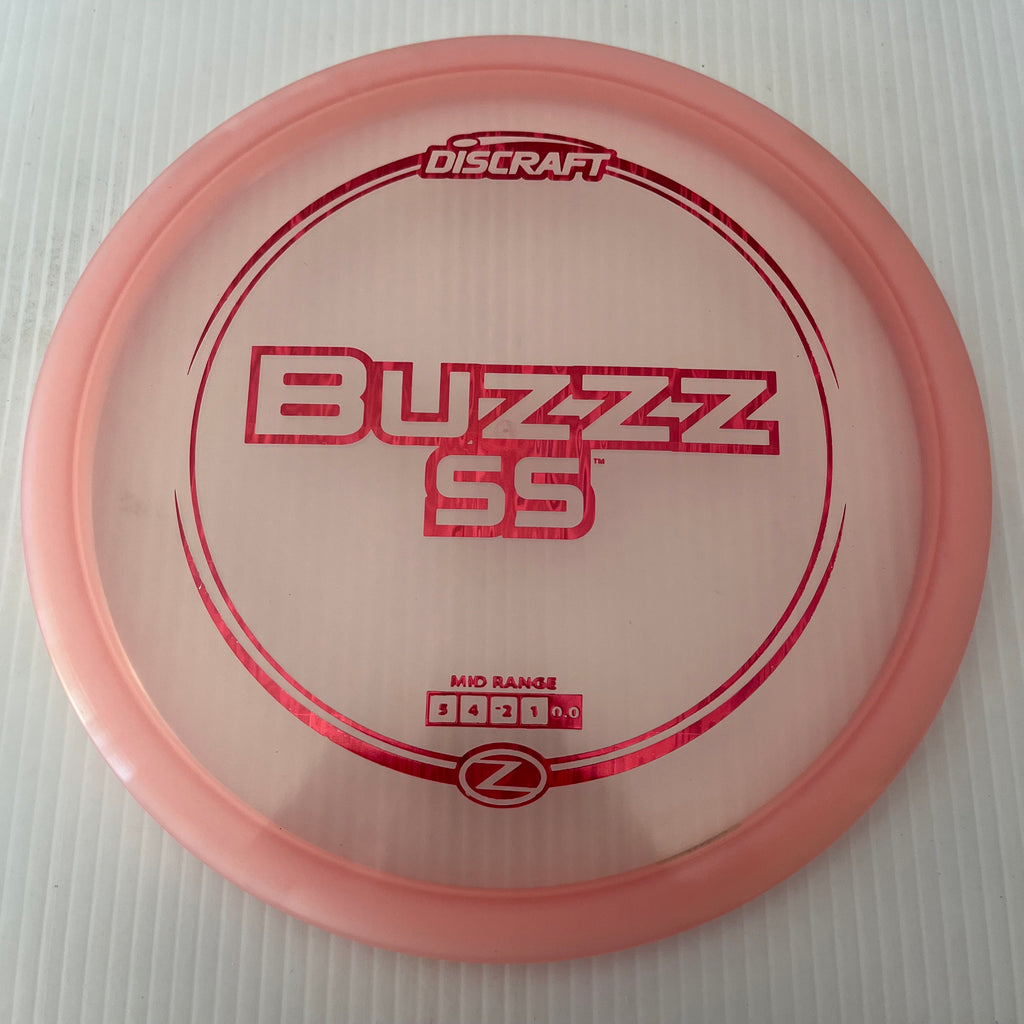 DISCRAFT
BUZZZ
SS™
MID RANGE
5 4 -2 1 0.0
Z